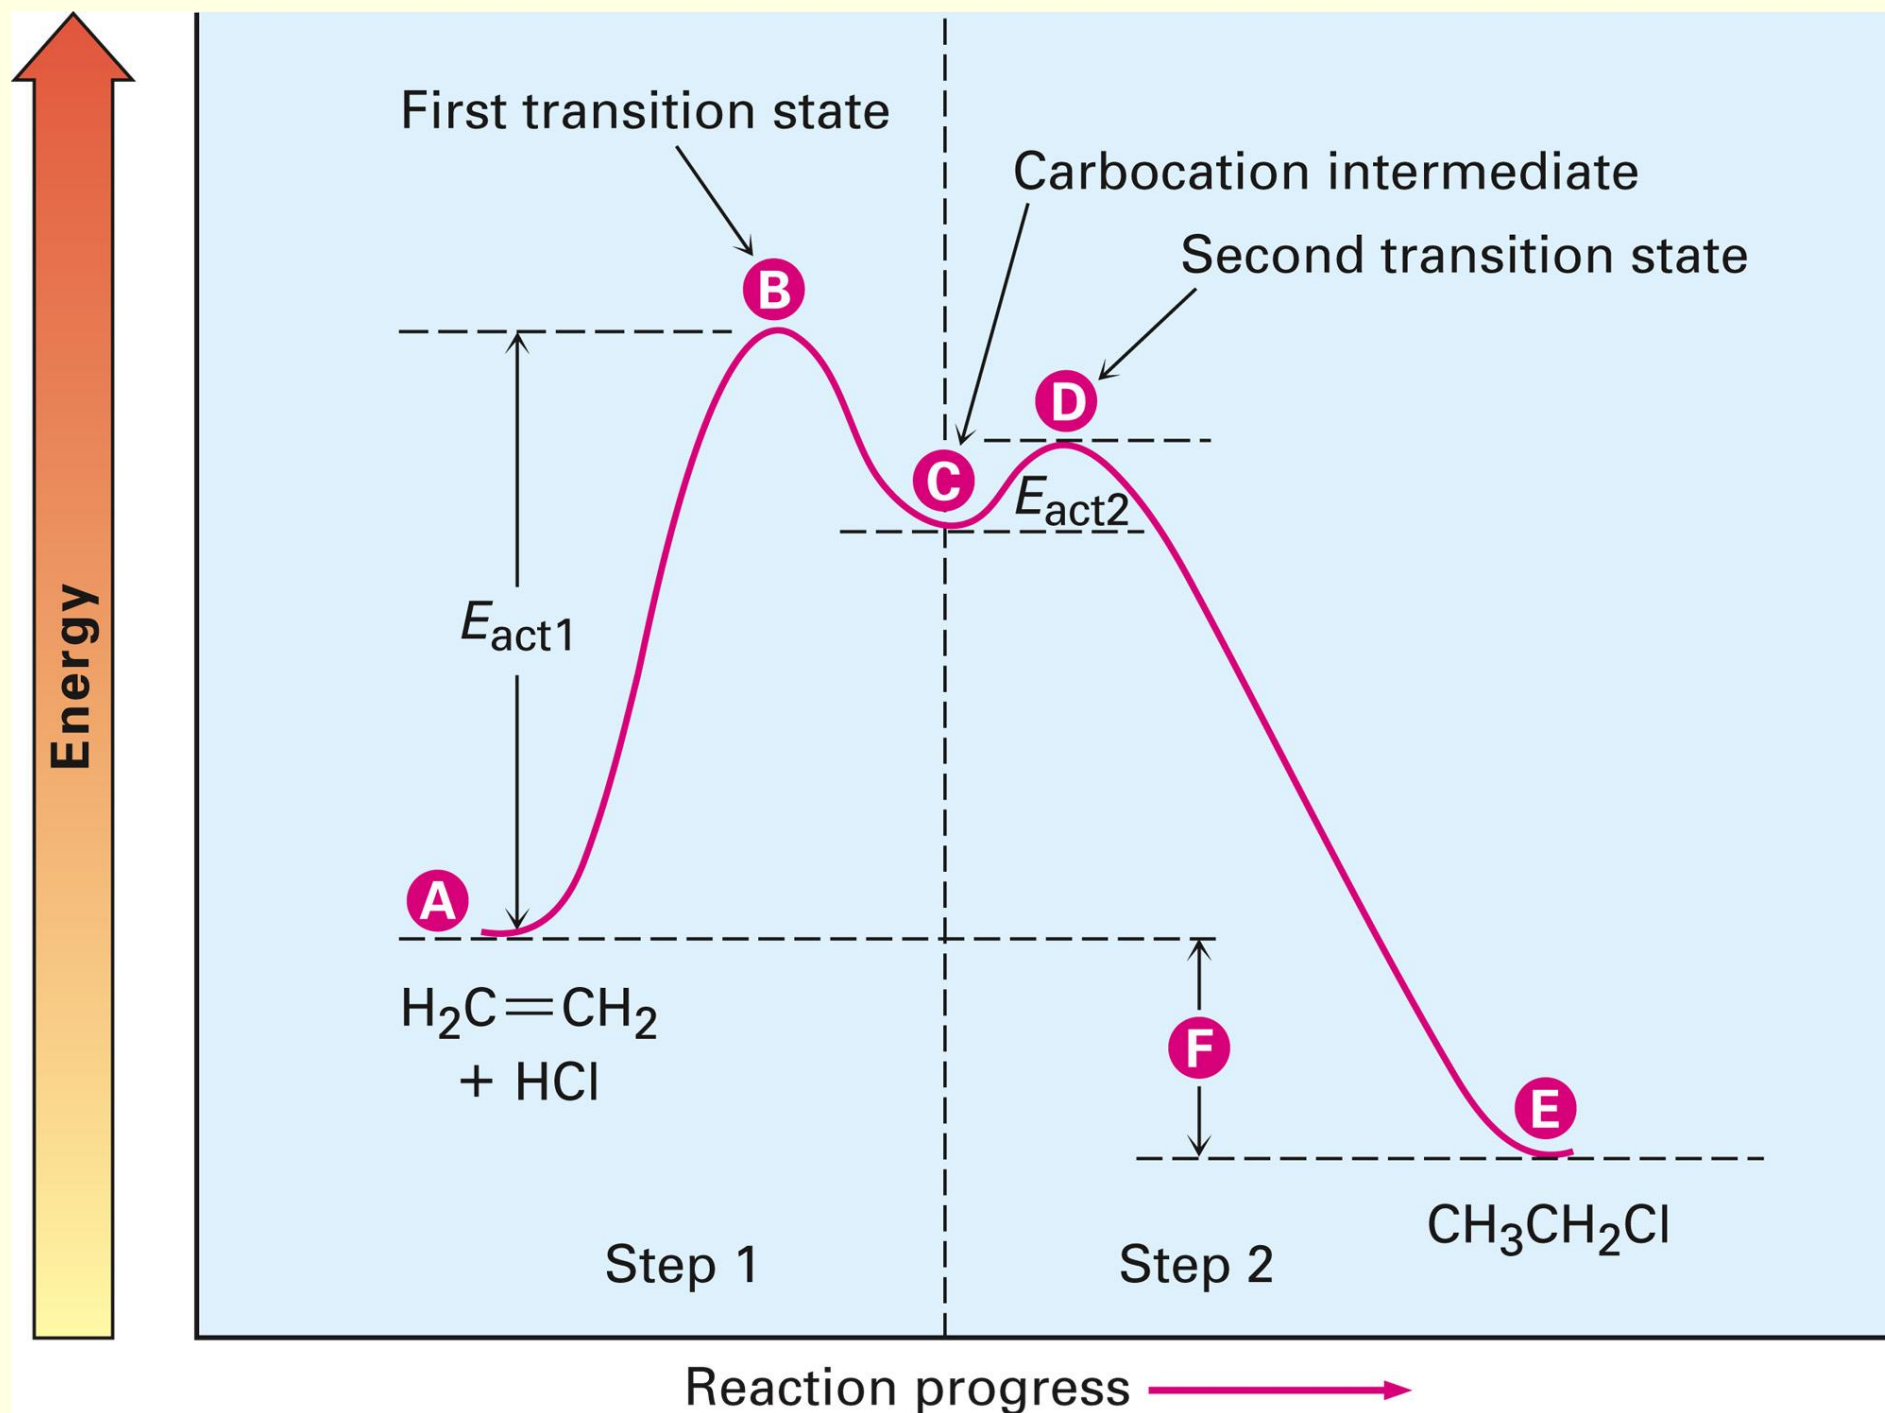 First transition state
Carbocation intermediate
Second transition state
B
D
C
Eact2
Eact1
Energy
A
H2C=CH2
+ HCl
F
E
CH3CH2Cl
Step 1
Step 2
Reaction progress